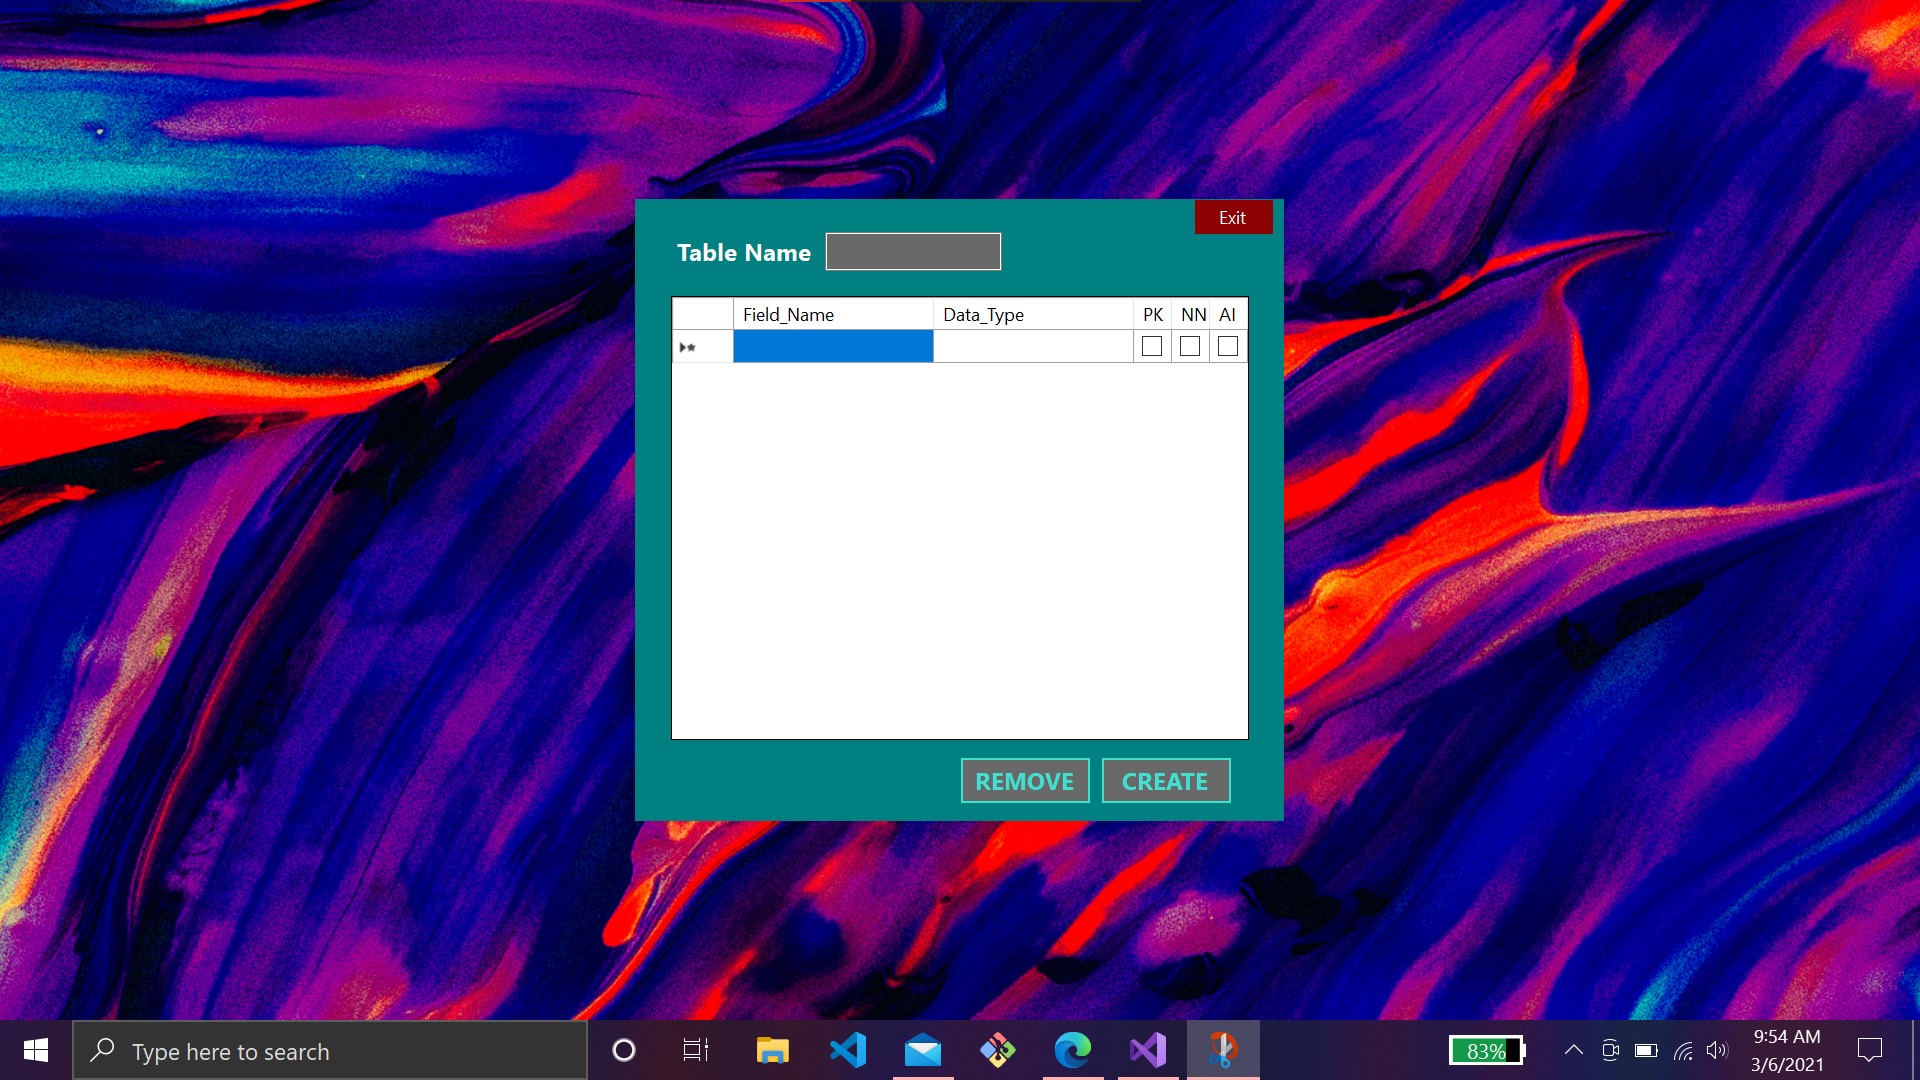 Exit
Table Name
Field_Name Data_Type PK NN AI
REMOVE CREATE
Type here to search
83%
9:54 AM
3/6/2021